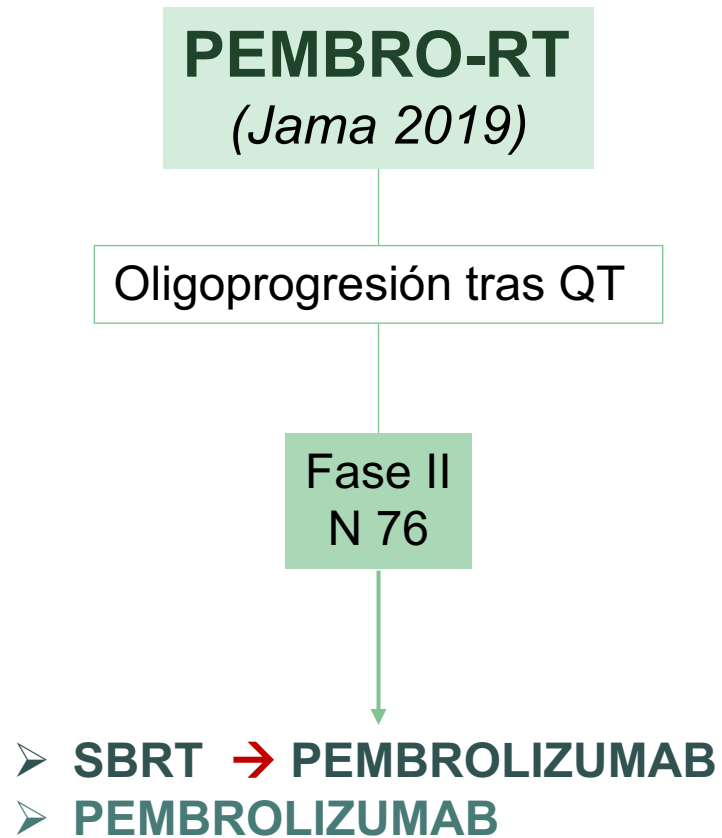 PEMBRO-RT
(Jama 2019)
Oligoprogresión tras QT
Fase II
N 76
➢ SBRT → PEMBROLIZUMAB
➢ PEMBROLIZUMAB